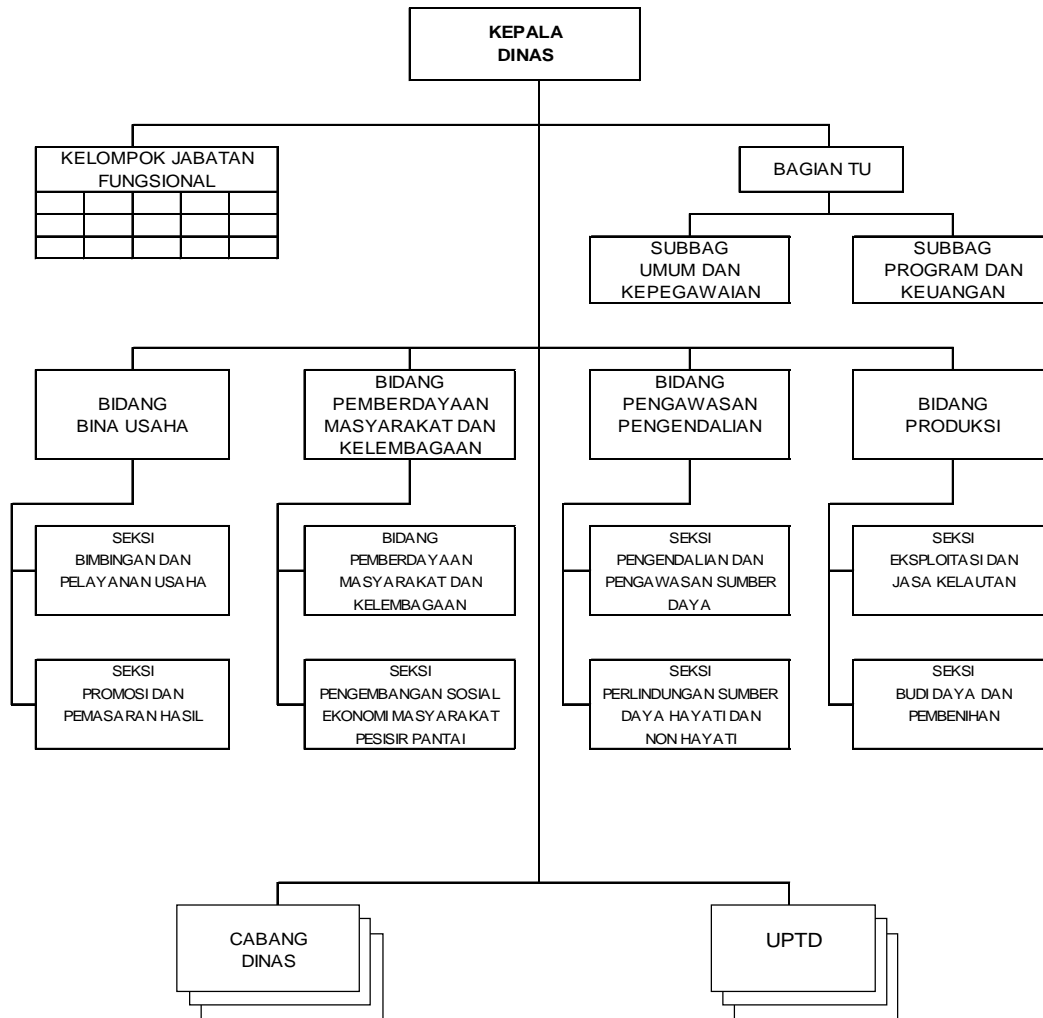 KEPALA
DINAS
KELOMPOK JABATAN
FUNGSIONAL
BAGIAN TU
SUBBAG
UMUM DAN
KEPEGAWAIAN
SUBBAG
PROGRAM DAN
KEUANGAN
BIDANG
BINA USAHA
BIDANG
PEMBERDAYAAN
MASYARAKAT DAN
KELEMBAGAAN
BIDANG
PENGAWASAN
PENGENDALIAN
BIDANG
PRODUKSI
SEKSI
BIMBINGAN DAN
PELAYANAN USAHA
BIDANG
PEMBERDAYAAN
MASYARAKAT DAN
KELEMBAGAAN
SEKSI
PENGENDALIAN DAN
PENGAWASAN SUMBER
DAYA
SEKSI
EKSPLOITASI DAN
JASA KELAUTAN
SEKSI
PROMOSI DAN
PEMASARAN HASIL
SEKSI
PENGEMBANGAN SOSIAL
EKONOMI MASYARAKAT
PESISIR PANTAI
SEKSI
PERLINDUNGAN SUMBER
DAYA HAYATI DAN
NON HAYATI
SEKSI
BUDI DAYA DAN
PEMBENIHAN
CABANG
DINAS
UPTD